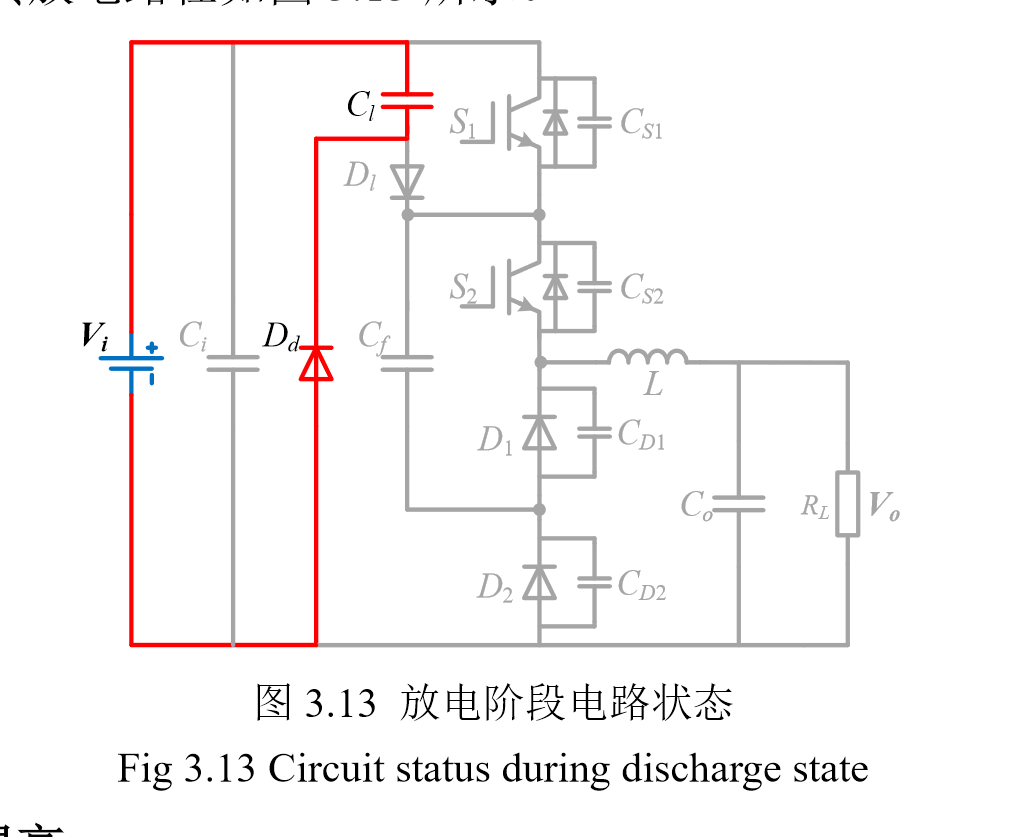 C_l
S_1
C_{S1}
D_l
S_2
C_{S2}
V_i
+
C_i
D_d
C_f
L
D_1
C_{D1}
C_o
R_L
V_o
D_2
C_{D2}
图 3.13 放电阶段电路状态
Fig 3.13 Circuit status during discharge state